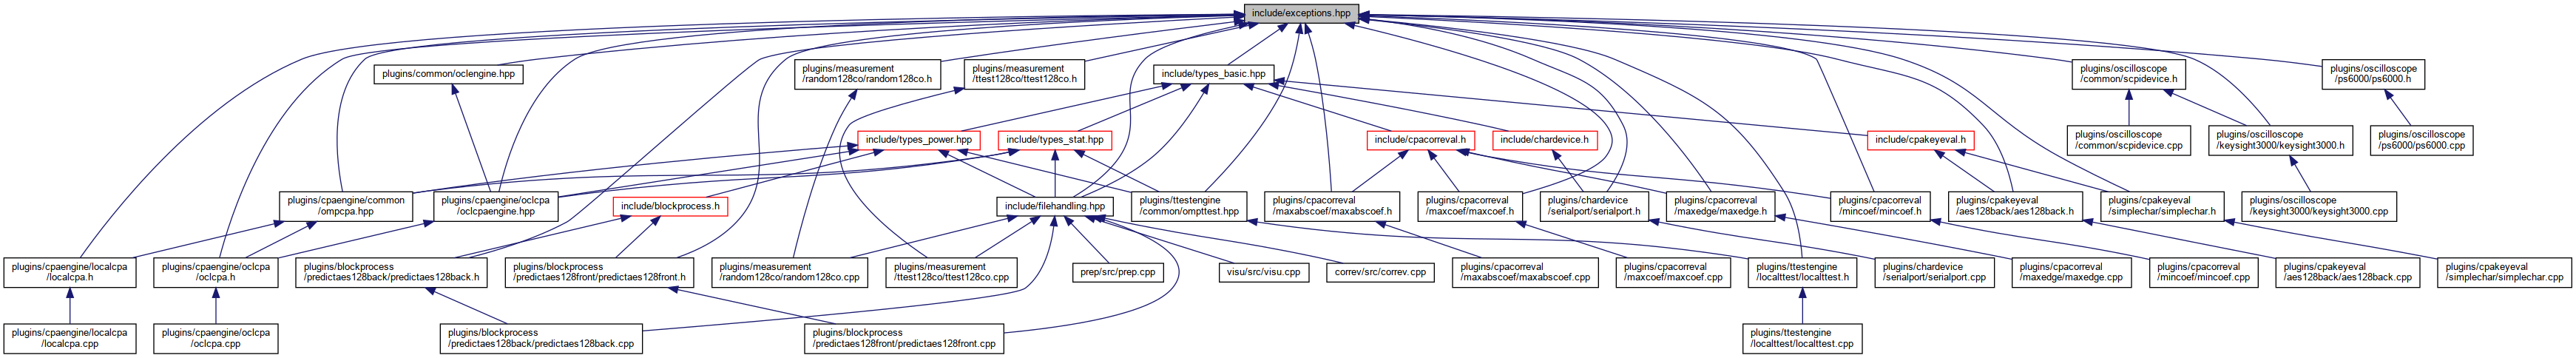 include/exceptions.hpp
plugins/common/oclengine.hpp
plugins/measurement
/random128co/random128co.h
plugins/measurement
/ttest128co/ttest128co.h
include/types_basic.hpp
plugins/oscilloscope
/common/scpidevice.h
plugins/oscilloscope
/ps6000/ps6000.h
include/types_power.hpp
include/types_stat.hpp
include/cpacorreval.h
include/chardevice.h
include/cpakeyeval.h
plugins/oscilloscope
/common/scpidevice.cpp
plugins/oscilloscope
/keysight3000/keysight3000.h
plugins/oscilloscope
/ps6000/ps6000.cpp
plugins/cpaengine/common
/ompcpa.hpp
plugins/cpaengine/oclcpa
/oclcpaengine.hpp
include/blockprocess.h
include/filehandling.hpp
plugins/ttestengine
/common/ompttest.hpp
plugins/cpacorreval
/maxabscoef/maxabscoef.h
plugins/cpacorreval
/maxcoef/maxcoef.h
plugins/chardevice
/serialport/serialport.h
plugins/cpacorreval
/maxedge/maxedge.h
plugins/cpacorreval
/mincoef/mincoef.h
plugins/cpakeyeval
/aes128back/aes128back.h
plugins/cpakeyeval
/simplechar/simplechar.h
plugins/oscilloscope
/keysight3000/keysight3000.cpp
plugins/cpaengine/localcpa
/localcpa.h
plugins/cpaengine/oclcpa
/oclcpa.h
plugins/blockprocess
/predictaes128back/predictaes128back.h
plugins/blockprocess
/predictaes128front/predictaes128front.h
plugins/measurement
/random128co/random128co.cpp
plugins/measurement
/ttest128co/ttest128co.cpp
prep/src/prep.cpp
visu/src/visu.cpp
correv/src/correv.cpp
plugins/cpacorreval
/maxabscoef/maxabscoef.cpp
plugins/cpacorreval
/maxcoef/maxcoef.cpp
plugins/ttestengine
/localttest/localttest.h
plugins/chardevice
/serialport/serialport.cpp
plugins/cpacorreval
/maxedge/maxedge.cpp
plugins/cpacorreval
/mincoef/mincoef.cpp
plugins/cpakeyeval
/aes128back/aes128back.cpp
plugins/cpakeyeval
/simplechar/simplechar.cpp
plugins/cpaengine/localcpa
/localcpa.cpp
plugins/cpaengine/oclcpa
/oclcpa.cpp
plugins/blockprocess
/predictaes128back/predictaes128back.cpp
plugins/blockprocess
/predictaes128front/predictaes128front.cpp
plugins/ttestengine
/localttest/localttest.cpp